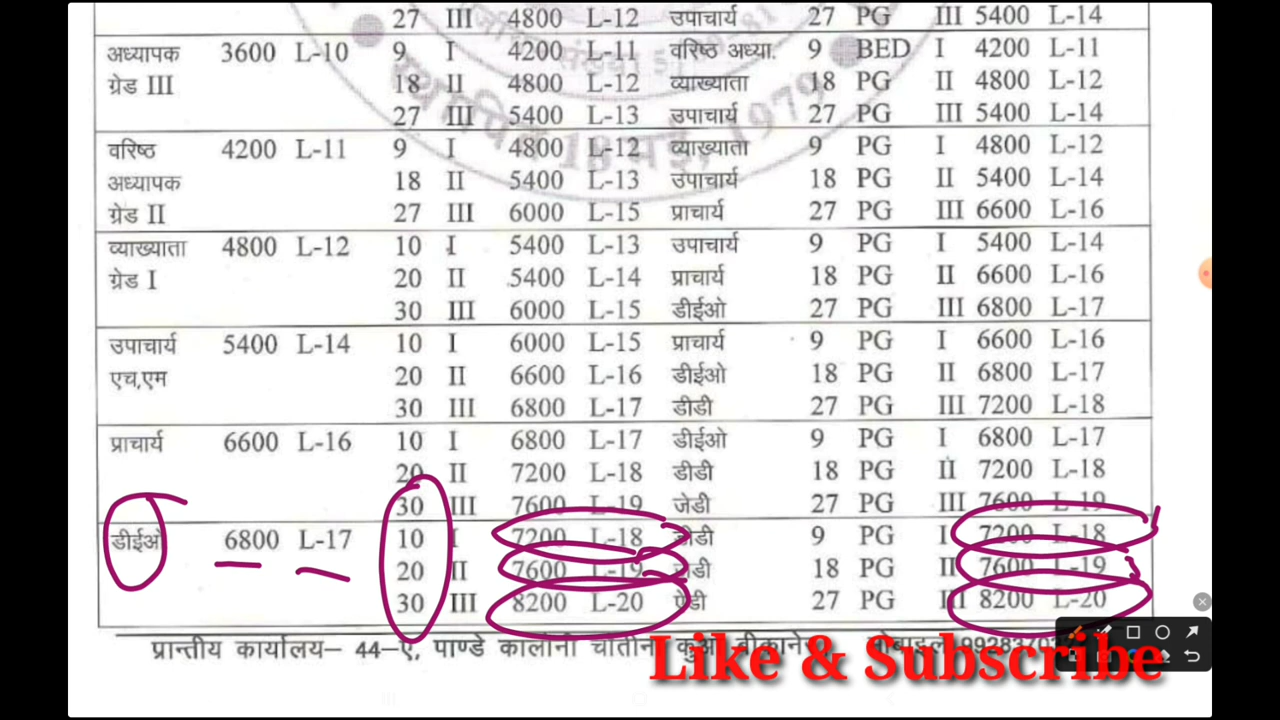 27 III 4800 L-12 उपाचार्य 27 PG III 5400 L-14
अध्यापक 3600 L-10 9 I 4200 L-11 वरिष्ठ अध्या. 9 BED I 4200 L-11
ग्रेड III 18 II 4800 L-12 व्याख्याता 18 PG II 4800 L-12
27 III 5400 L-13 उपाचार्य 27 PG III 5400 L-14
वरिष्ठ 4200 L-11 9 I 4800 L-12 व्याख्याता 9 PG I 4800 L-12
अध्यापक 18 II 5400 L-13 उपाचार्य 18 PG II 5400 L-14
ग्रेड II 27 III 6000 L-15 प्राचार्य 27 PG III 6600 L-16
व्याख्याता 4800 L-12 10 I 5400 L-13 उपाचार्य 9 PG I 5400 L-14
ग्रेड I 20 II 5400 L-14 प्राचार्य 18 PG II 6600 L-16
30 III 6000 L-15 डीईओ 27 PG III 6800 L-17
उपाचार्य 5400 L-14 10 I 6000 L-15 प्राचार्य 9 PG I 6600 L-16
एच,एम 20 II 6600 L-16 डीईओ 18 PG II 6800 L-17
30 III 6800 L-17 डीडी 27 PG III 7200 L-18
प्राचार्य 6600 L-16 10 I 6800 L-17 डीईओ 9 PG I 6800 L-17
20 II 7200 L-18 डीडी 18 PG II 7200 L-18
30 III 7600 L-19 जेडी 27 PG III 7600 L-19
डीईओ 6800 L-17 10 I 7200 L-18 डीडी 9 PG I 7200 L-18
20 II 7600 L-19 जेडी 18 PG II 7600 L-19
30 III 8200 L-20 ऐडी 27 PG III 8200 L-20
प्रान्तीय कार्यालय– 44-ए, पाण्डे कालोनी
Like & Subscribe